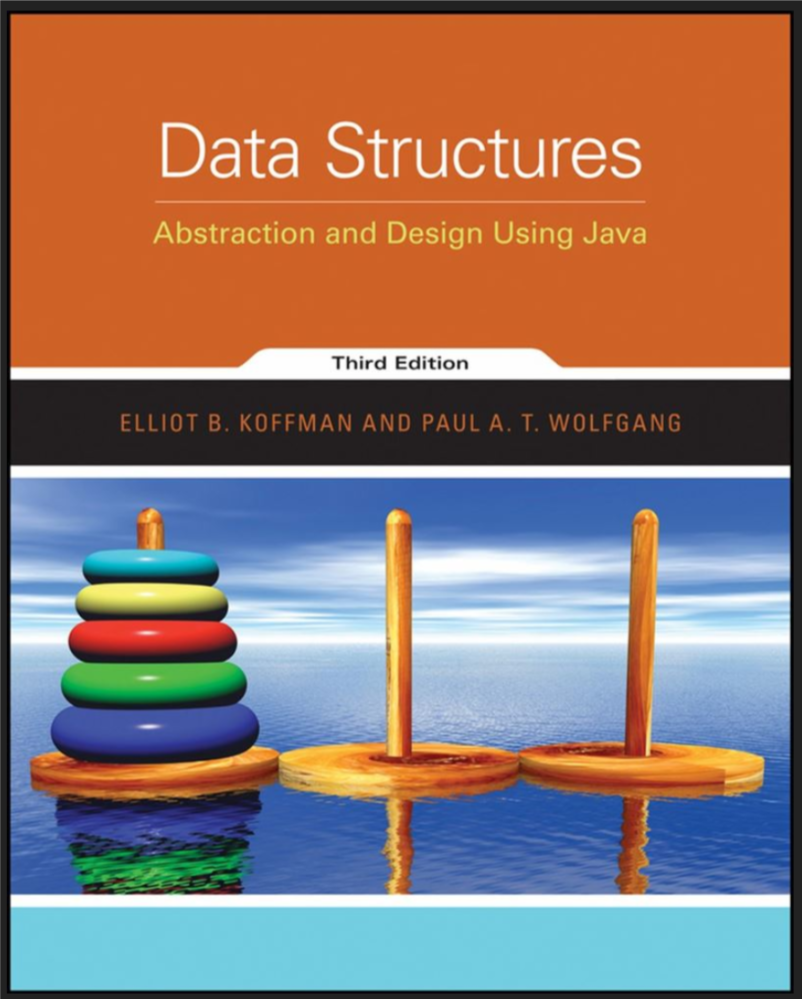 Data Structures
Abstraction and Design Using Java
Third Edition
ELLIOT B. KOFFMAN AND PAUL A. T. WOLFGANG